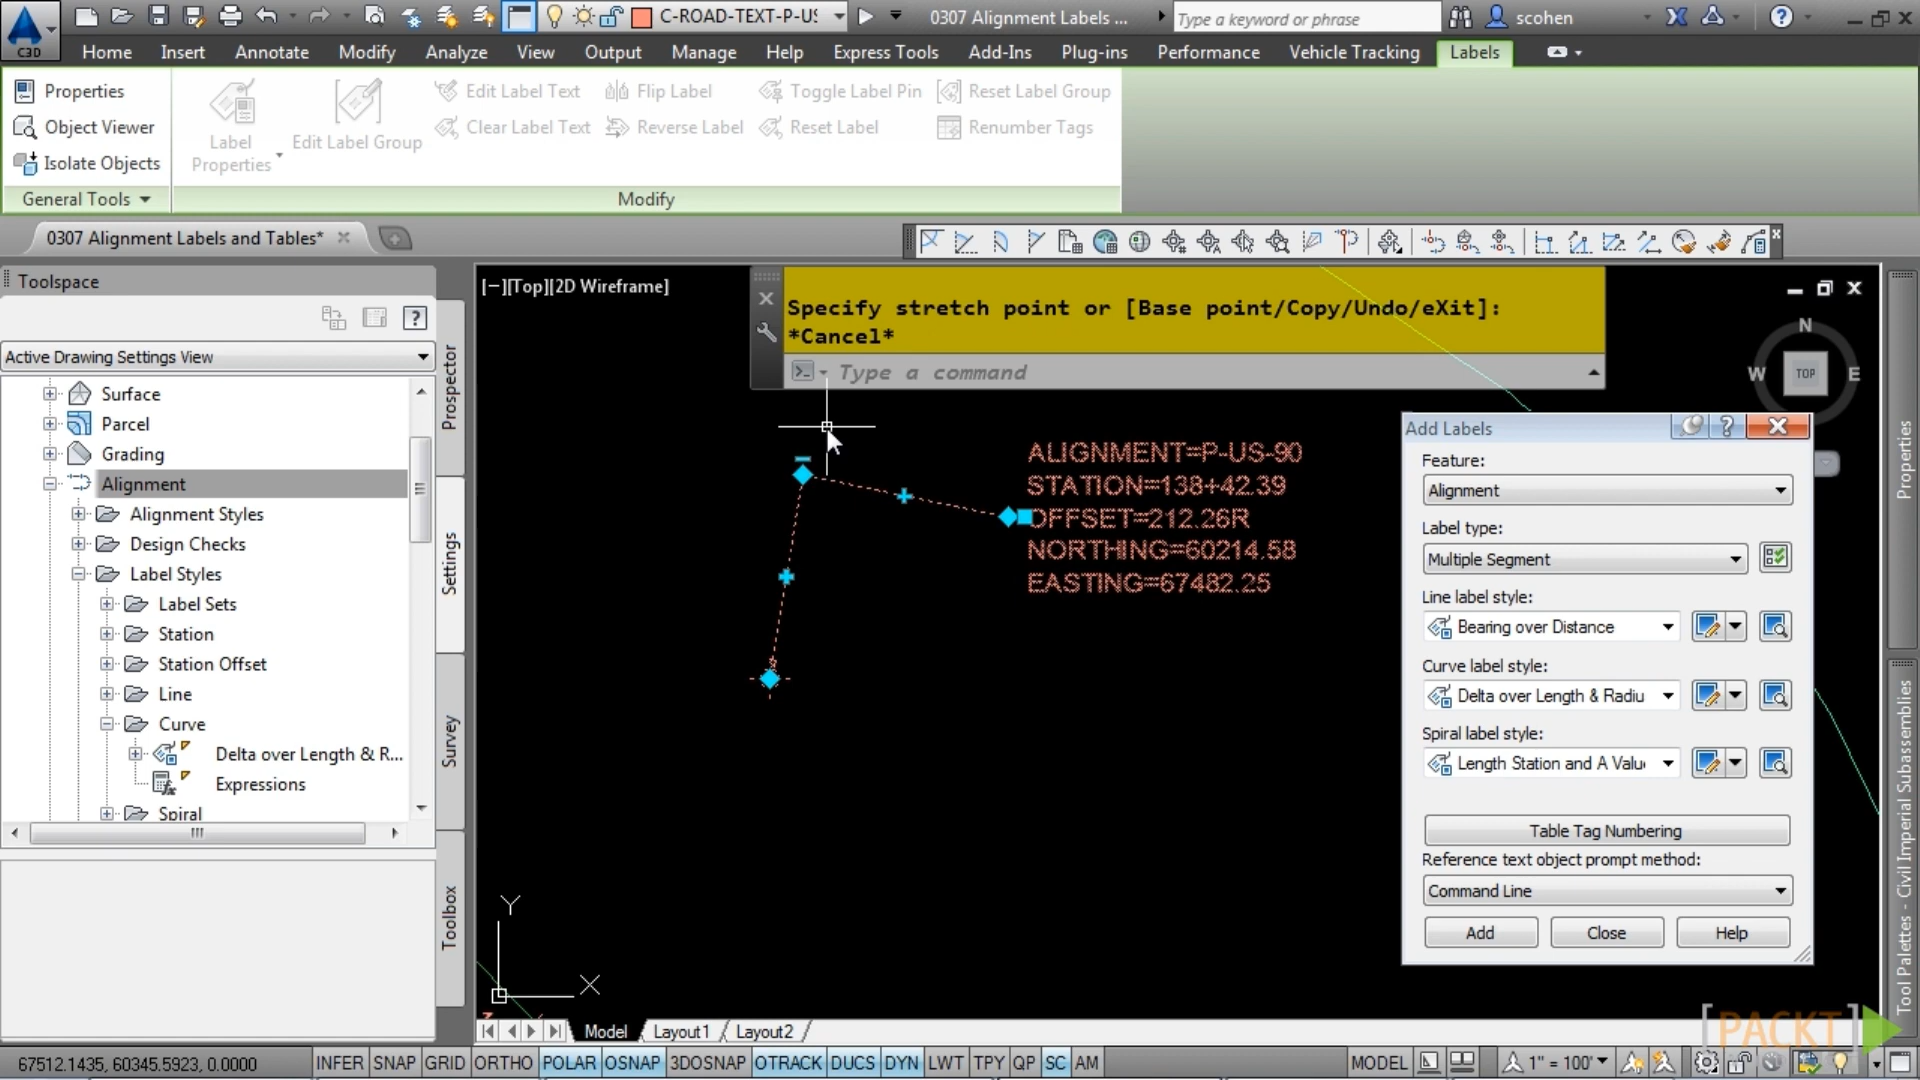 C3D
C-ROAD-TEXT-P-US
0307 Alignment Labels ...
Type a keyword or phrase
scohen
Home
Insert
Annotate
Modify
Analyze
View
Output
Manage
Help
Express Tools
Add-Ins
Plug-ins
Performance
Vehicle Tracking
Labels
Properties
Object Viewer
Isolate Objects
General Tools
Label Properties
Edit Label Group
Edit Label Text
Flip Label
Toggle Label Pin
Reset Label Group
Clear Label Text
Reverse Label
Reset Label
Renumber Tags
Modify
0307 Alignment Labels and Tables*
Toolspace
Active Drawing Settings View
Surface
Parcel
Grading
Alignment
Alignment Styles
Design Checks
Label Styles
Label Sets
Station
Station Offset
Line
Curve
Delta over Length & R...
Expressions
Spiral
Prospector
Settings
Survey
Toolbox
[−][Top][2D Wireframe]
Specify stretch point or [Base point/Copy/Undo/eXit]:
*Cancel*
Type a command
N
W
TOP
E
ALIGNMENT=P-US-90
STATION=138+42.39
OFFSET=212.26R
NORTHING=60214.58
EASTING=67482.25
Add Labels
Feature:
Alignment
Label type:
Multiple Segment
Line label style:
Bearing over Distance
Curve label style:
Delta over Length & Radiu
Spiral label style:
Length Station and A Valu
Table Tag Numbering
Reference text object prompt method:
Command Line
Add
Close
Help
Properties
Tool Palettes - Civil Imperial Subassemblies
Y
X
Model
Layout1
Layout2
[PACKT]
67512.1435, 60345.5923, 0.0000
INFER
SNAP
GRID
ORTHO
POLAR
OSNAP
3DOSNAP
OTRACK
DUCS
DYN
LWT
TPY
QP
SC
AM
MODEL
1" = 100'